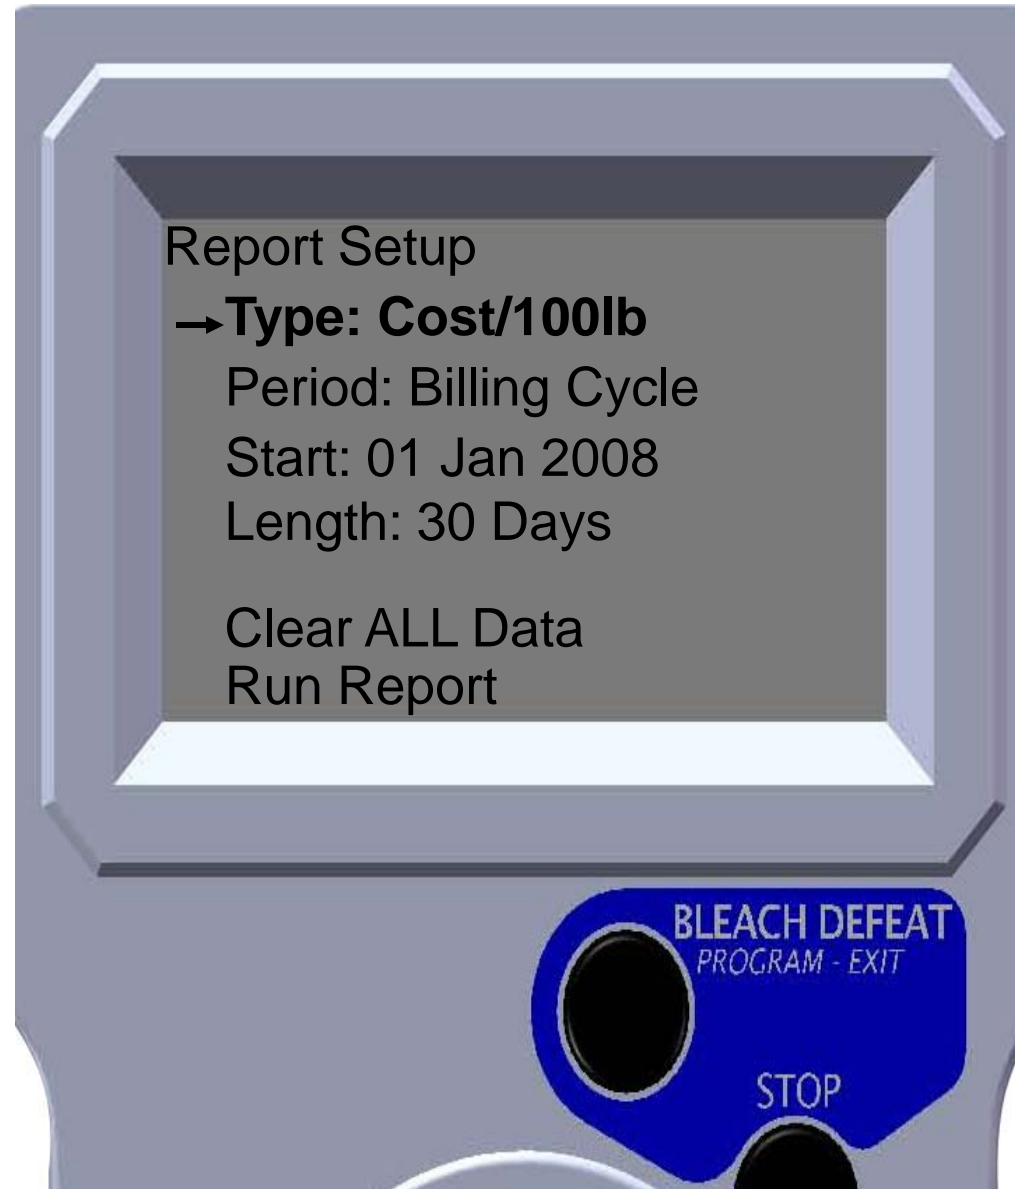 Report Setup
→Type: Cost/100lb
Period: Billing Cycle
Start: 01 Jan 2008
Length: 30 Days
Clear ALL Data
Run Report
BLEACH DEFEAT
PROGRAM - EXIT
STOP